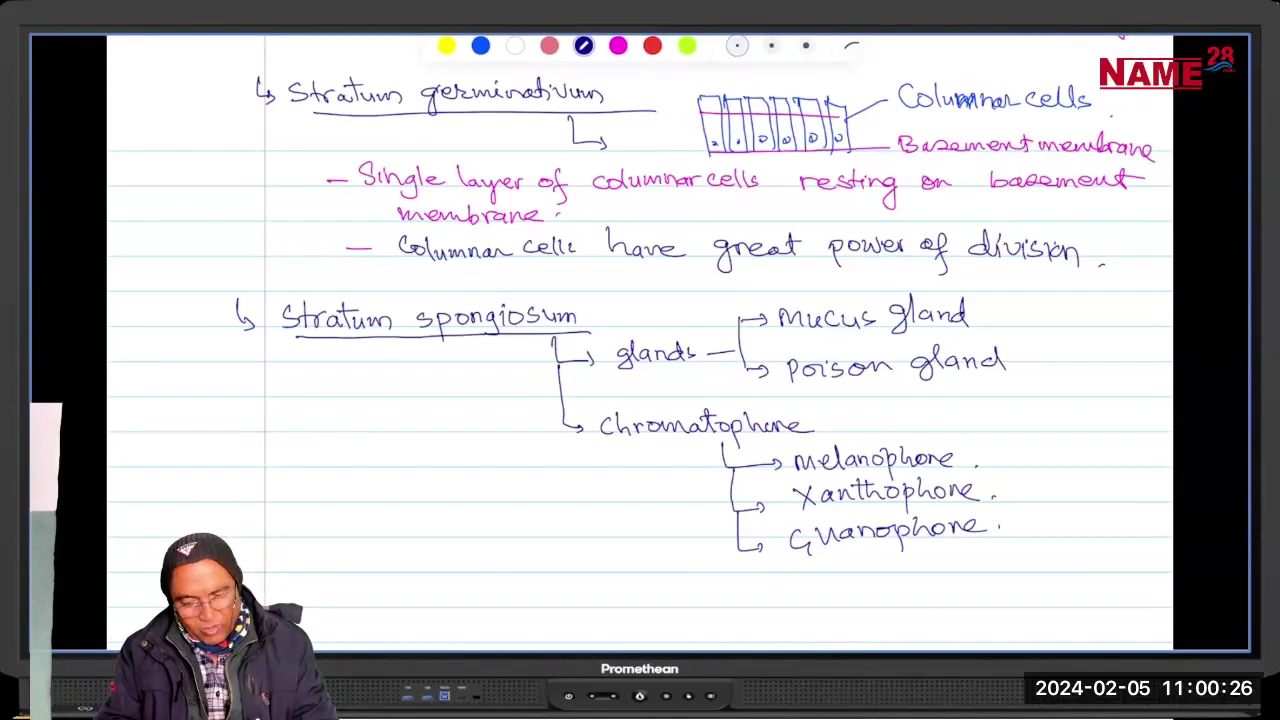 NAME 28
↳ Stratum germinativum
Columnar cells
Basement membrane
- Single layer of columnar cells resting on basement
membrane.
- Columnar cells have great power of division.
↳ Stratum spongiosum
glands → Mucus gland
→ Poison gland
Chromatophore
→ Melanophore.
→ Xanthophore.
→ Guanophore.
Promethean
2024-02-05 11:00:26